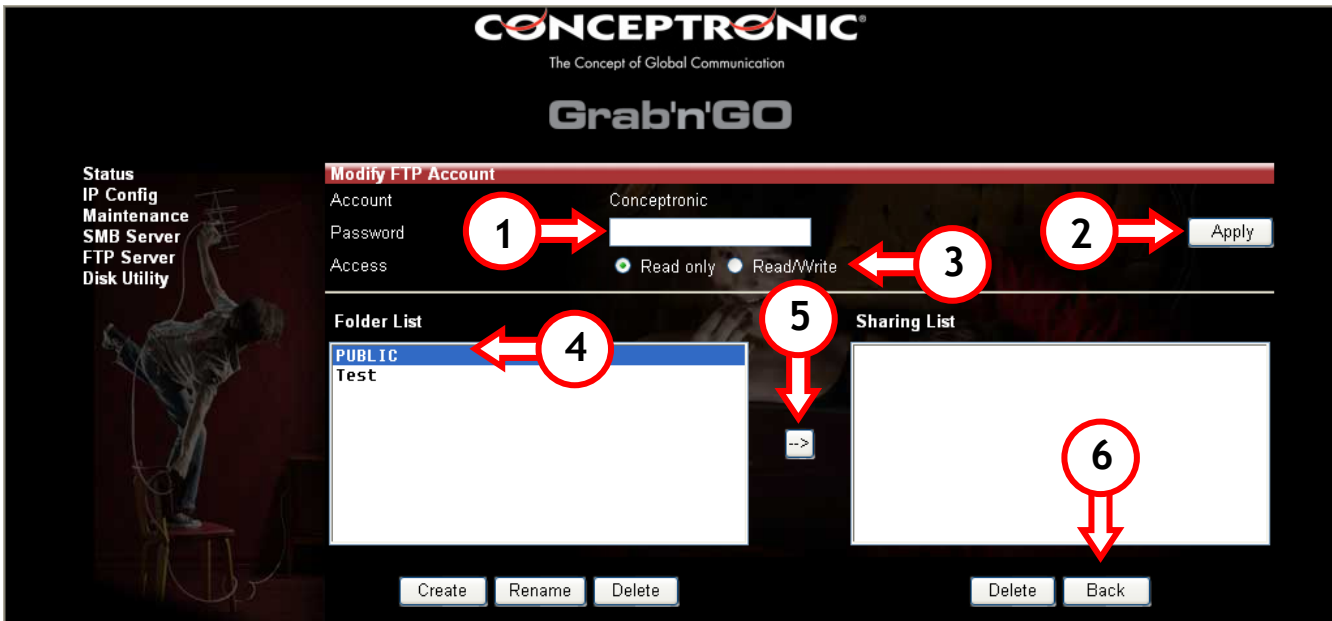 CONCEPTRONIC®
The Concept of Global Communication
Grab'n'GO
Status
IP Config
Maintenance
SMB Server
FTP Server
Disk Utility
Modify FTP Account
Account Conceptronic
Password 1 2 Apply
Access Read only Read/Write 3
Folder List 5 Sharing List
PUBLIC 4
Test
-->
6
Create Rename Delete Delete Back